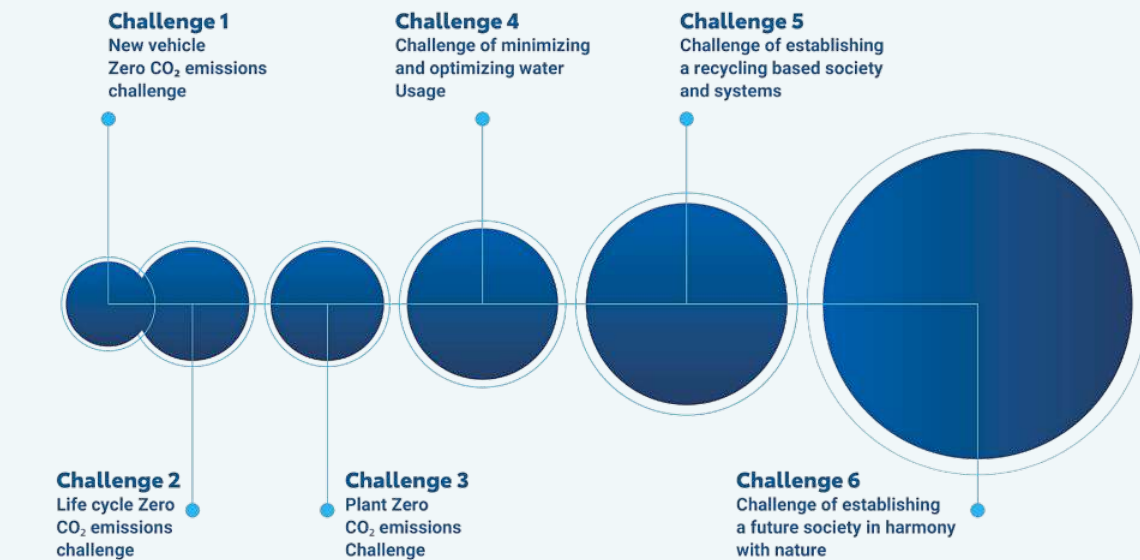 Challenge 1
New vehicle
Zero CO₂ emissions
challenge
Challenge 4
Challenge of minimizing
and optimizing water
Usage
Challenge 5
Challenge of establishing
a recycling based society
and systems
Challenge 2
Life cycle Zero
CO₂ emissions
challenge
Challenge 3
Plant Zero
CO₂ emissions
Challenge
Challenge 6
Challenge of establishing
a future society in harmony
with nature